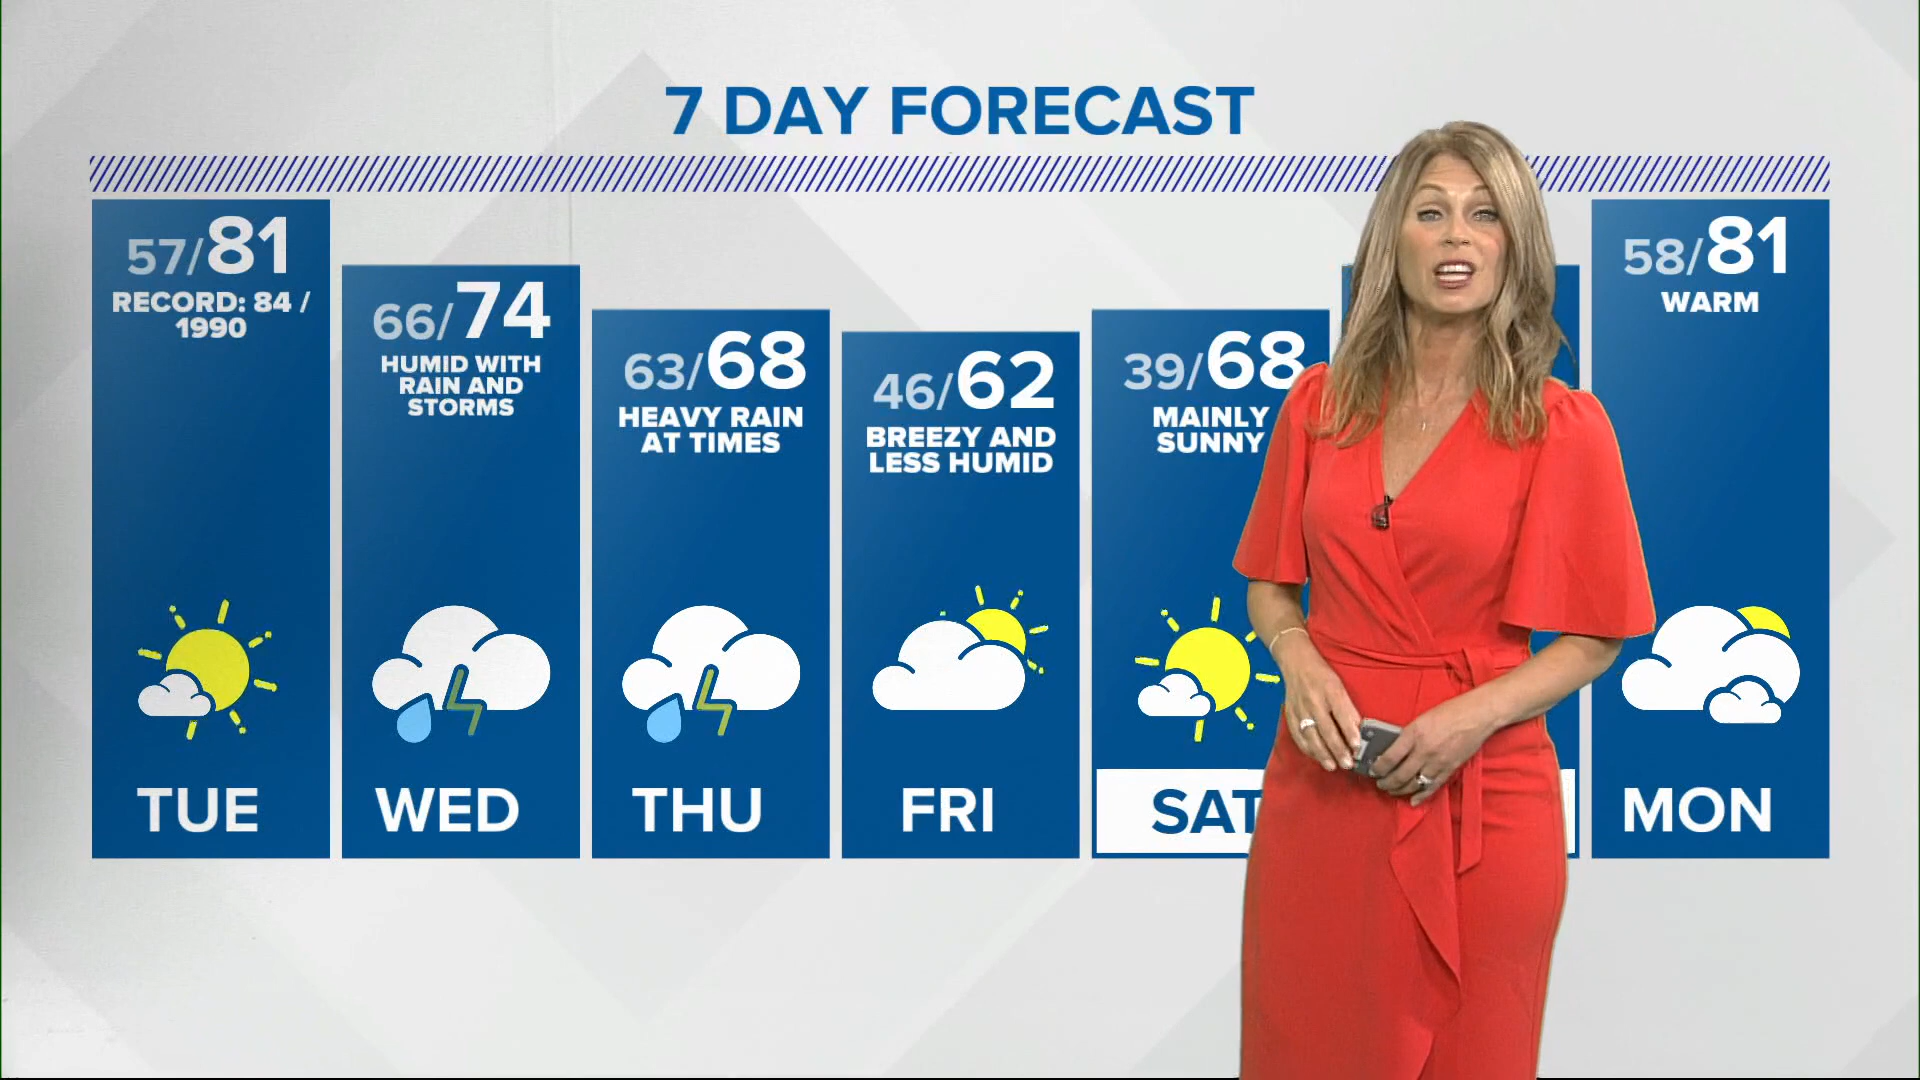 7 DAY FORECAST
57/81
RECORD: 84 /
1990
TUE
66/74
HUMID WITH
RAIN AND
STORMS
WED
63/68
HEAVY RAIN
AT TIMES
THU
46/62
BREEZY AND
LESS HUMID
FRI
39/68
MAINLY
SUNNY
SAT
58/81
WARM
MON